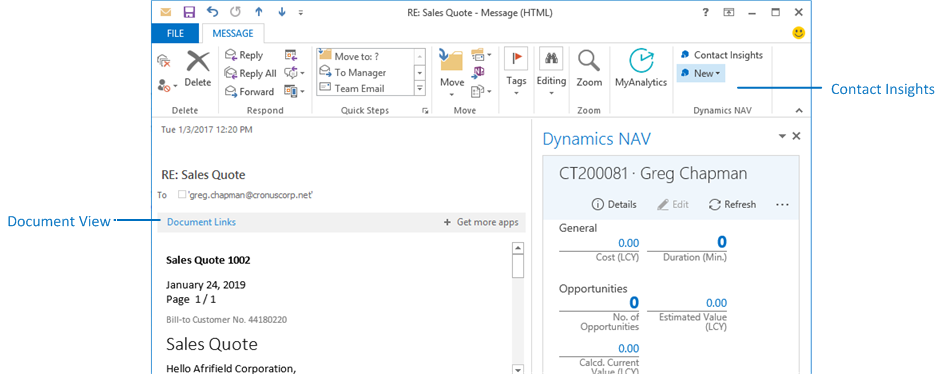 RE: Sales Quote - Message (HTML)
?
FILE
MESSAGE
Delete
Delete
Reply
Reply All
Forward
Respond
Move to: ?
To Manager
Team Email
Quick Steps
Move
Move
Tags
Editing
Zoom
Zoom
MyAnalytics
Contact Insights
New
Dynamics NAV
Contact Insights
Tue 1/3/2017 12:20 PM
RE: Sales Quote
To 'greg.chapman@cronuscorp.net'
Document View
Document Links
+ Get more apps
Sales Quote 1002
January 24, 2019
Page 1 / 1
Bill-to Customer No. 44180220
Sales Quote
Hello Afrifield Corporation,
Dynamics NAV
CT200081 · Greg Chapman
Details
Edit
Refresh
...
General
0.00
Cost (LCY)
0
Duration (Min.)
Opportunities
0
No. of
Opportunities
0.00
Estimated Value
(LCY)
0.00
Calcd. Current
Value (LCY)